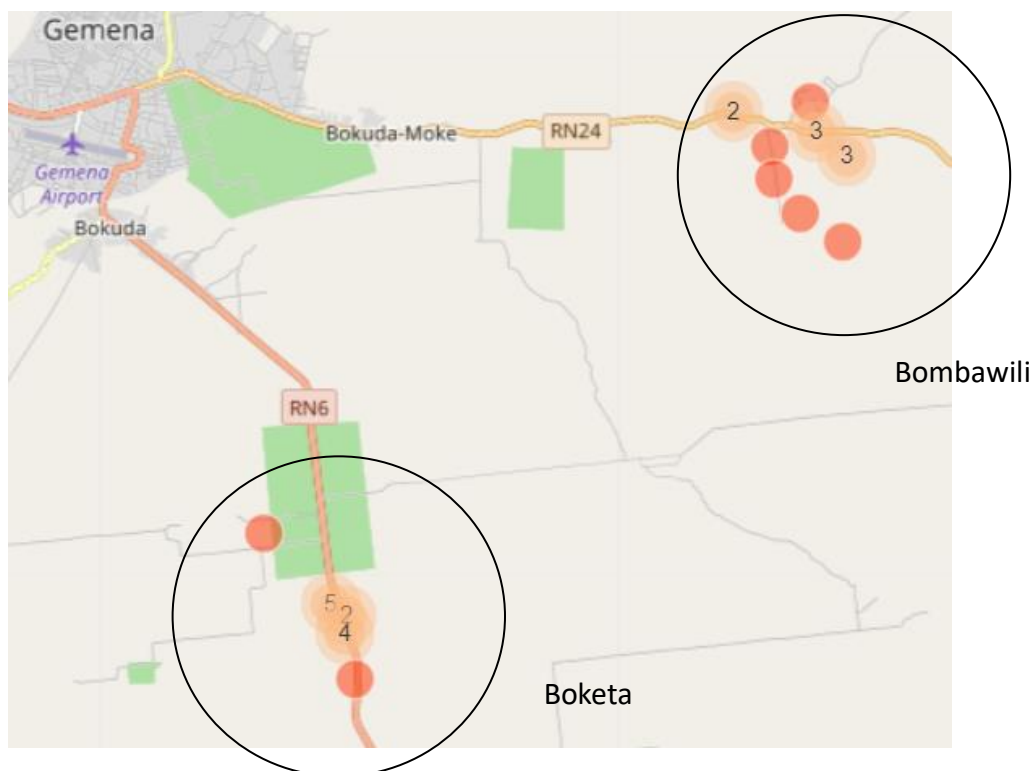 Gemena
Bokuda-Moke
RN24
2
3
3
Gemena
Airport
Bokuda
Bombawili
RN6
5
2
4
Boketa